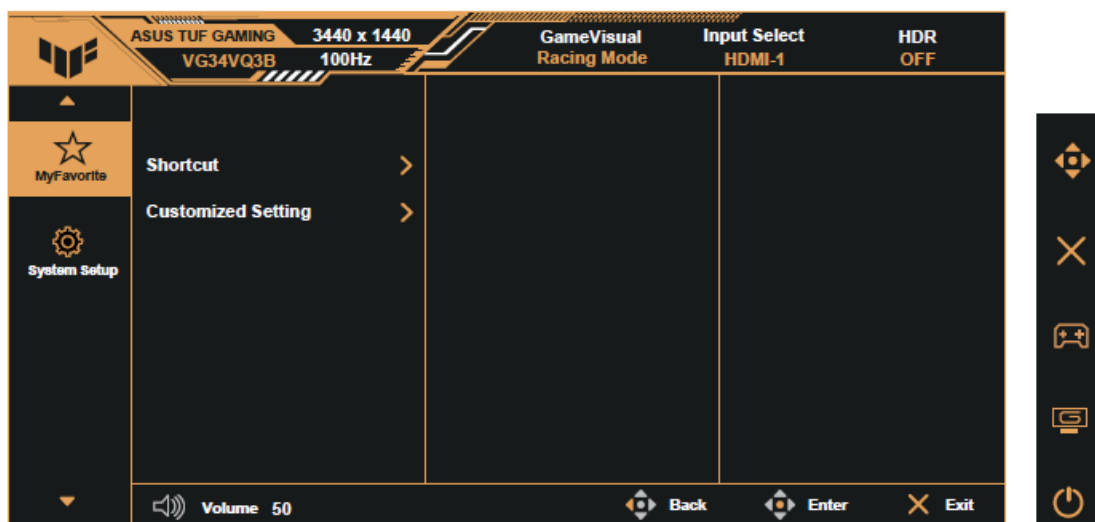 ASUS TUF GAMING 3440 x 1440
VG34VQ3B 100Hz
GameVisual
Racing Mode
Input Select
HDMI-1
HDR
OFF
MyFavorite
System Setup
Shortcut
Customized Setting
Volume 50
Back
Enter
Exit